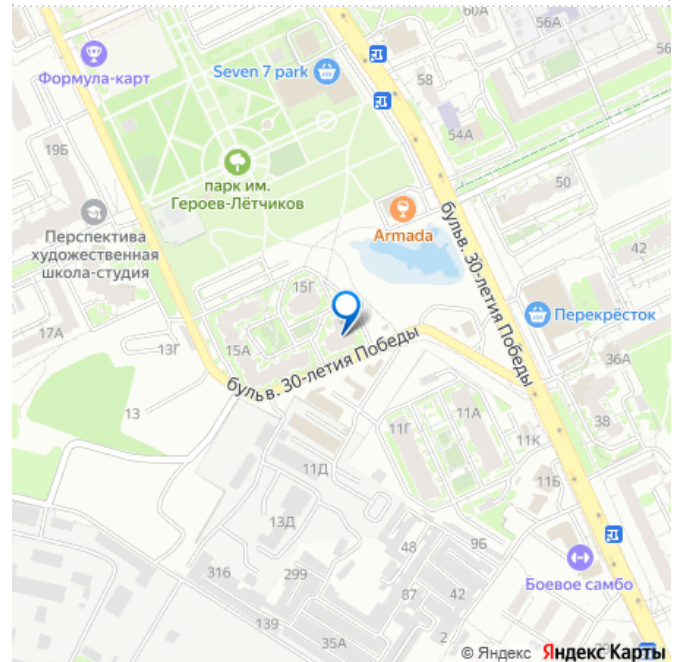 60А
56А
56
Формула-карт
Seven 7 park
58
54А
19Б
парк им.
Героев-Лётчиков
50
Armada
бульв. 30-летия Победы
42
Перспектива
художественная
школа-студия
15Г
Перекрёсток
17А
13Г
15А
бульв. 30-летия Победы
36А
13
11Г
11А
38
11К
11Д
11Б
13Д
48
9Б
316
299
Боевое самбо
87
42
139
35А
2
© Яндекс Яндекс Карты